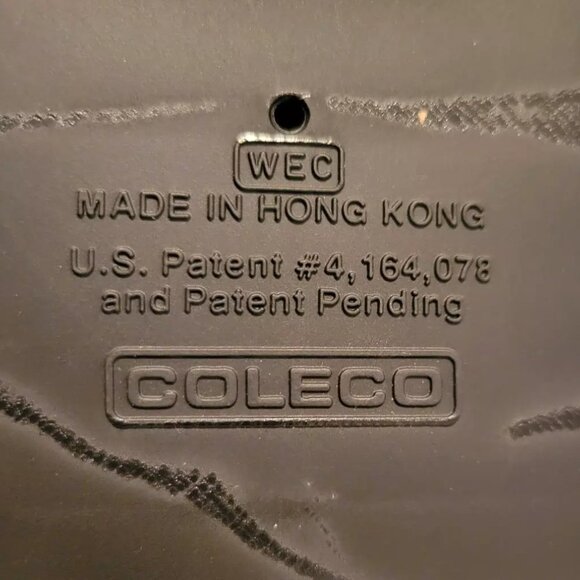 WEC
MADE IN HONG KONG
U.S. Patent #4,164,078
and Patent Pending
COLECO